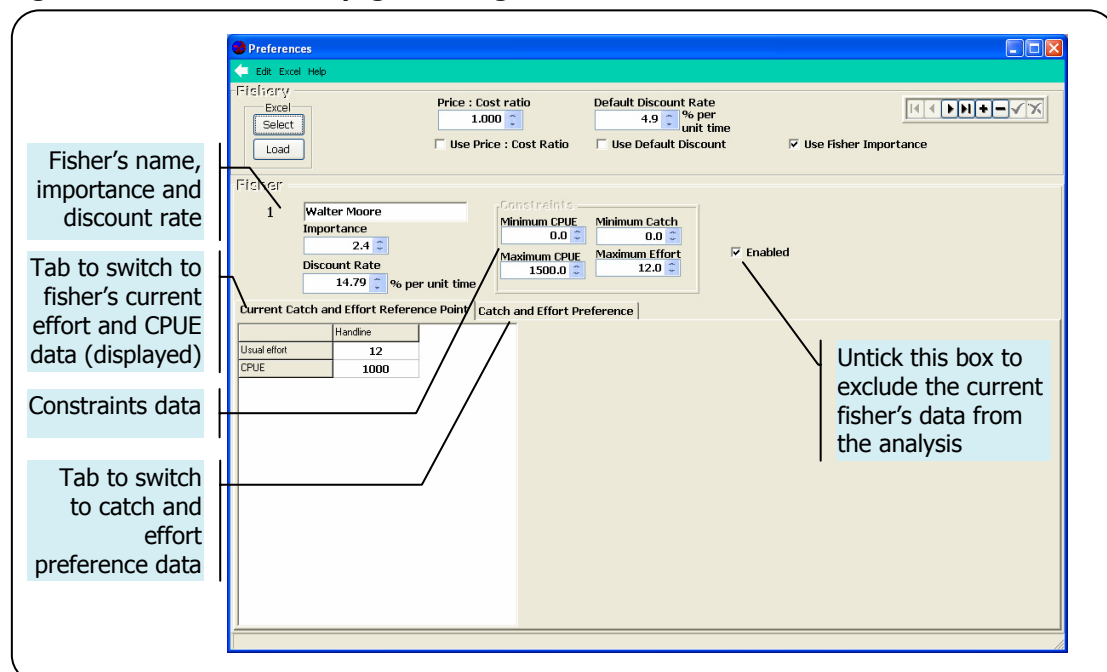 Preferences
Edit Excel Help
Fishery
Excel
Select
Load
Price : Cost ratio
1.000
Use Price : Cost Ratio
Default Discount Rate
4.9 % per unit time
Use Default Discount
Use Fisher Importance
Fisher
1
Walter Moore
Importance
2.4
Discount Rate
14.79 % per unit time
Constraints
Minimum CPUE
0.0
Minimum Catch
0.0
Maximum CPUE
1500.0
Maximum Effort
12.0
Enabled
Current Catch and Effort Reference Point
Catch and Effort Preference
Handline
Usual effort 12
CPUE 1000
Fisher's name,
importance and
discount rate
Tab to switch to
fisher's current
effort and CPUE
data (displayed)
Constraints data
Tab to switch
to catch and
effort
preference data
Untick this box to
exclude the current
fisher's data from
the analysis